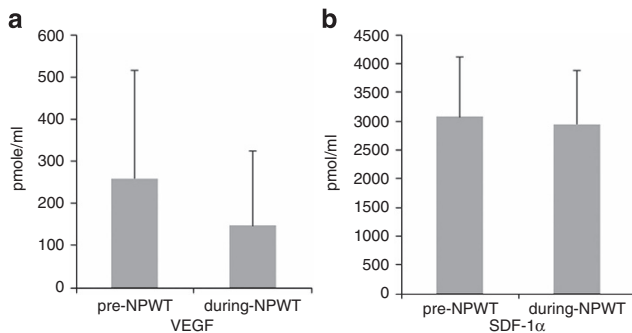 a
600
500
400
300
200
100
0
pmole/ml
pre-NPWT during-NPWT
VEGF
b
4500
4000
3500
3000
2500
2000
1500
1000
500
0
pmol/ml
pre-NPWT during-NPWT
SDF-1α